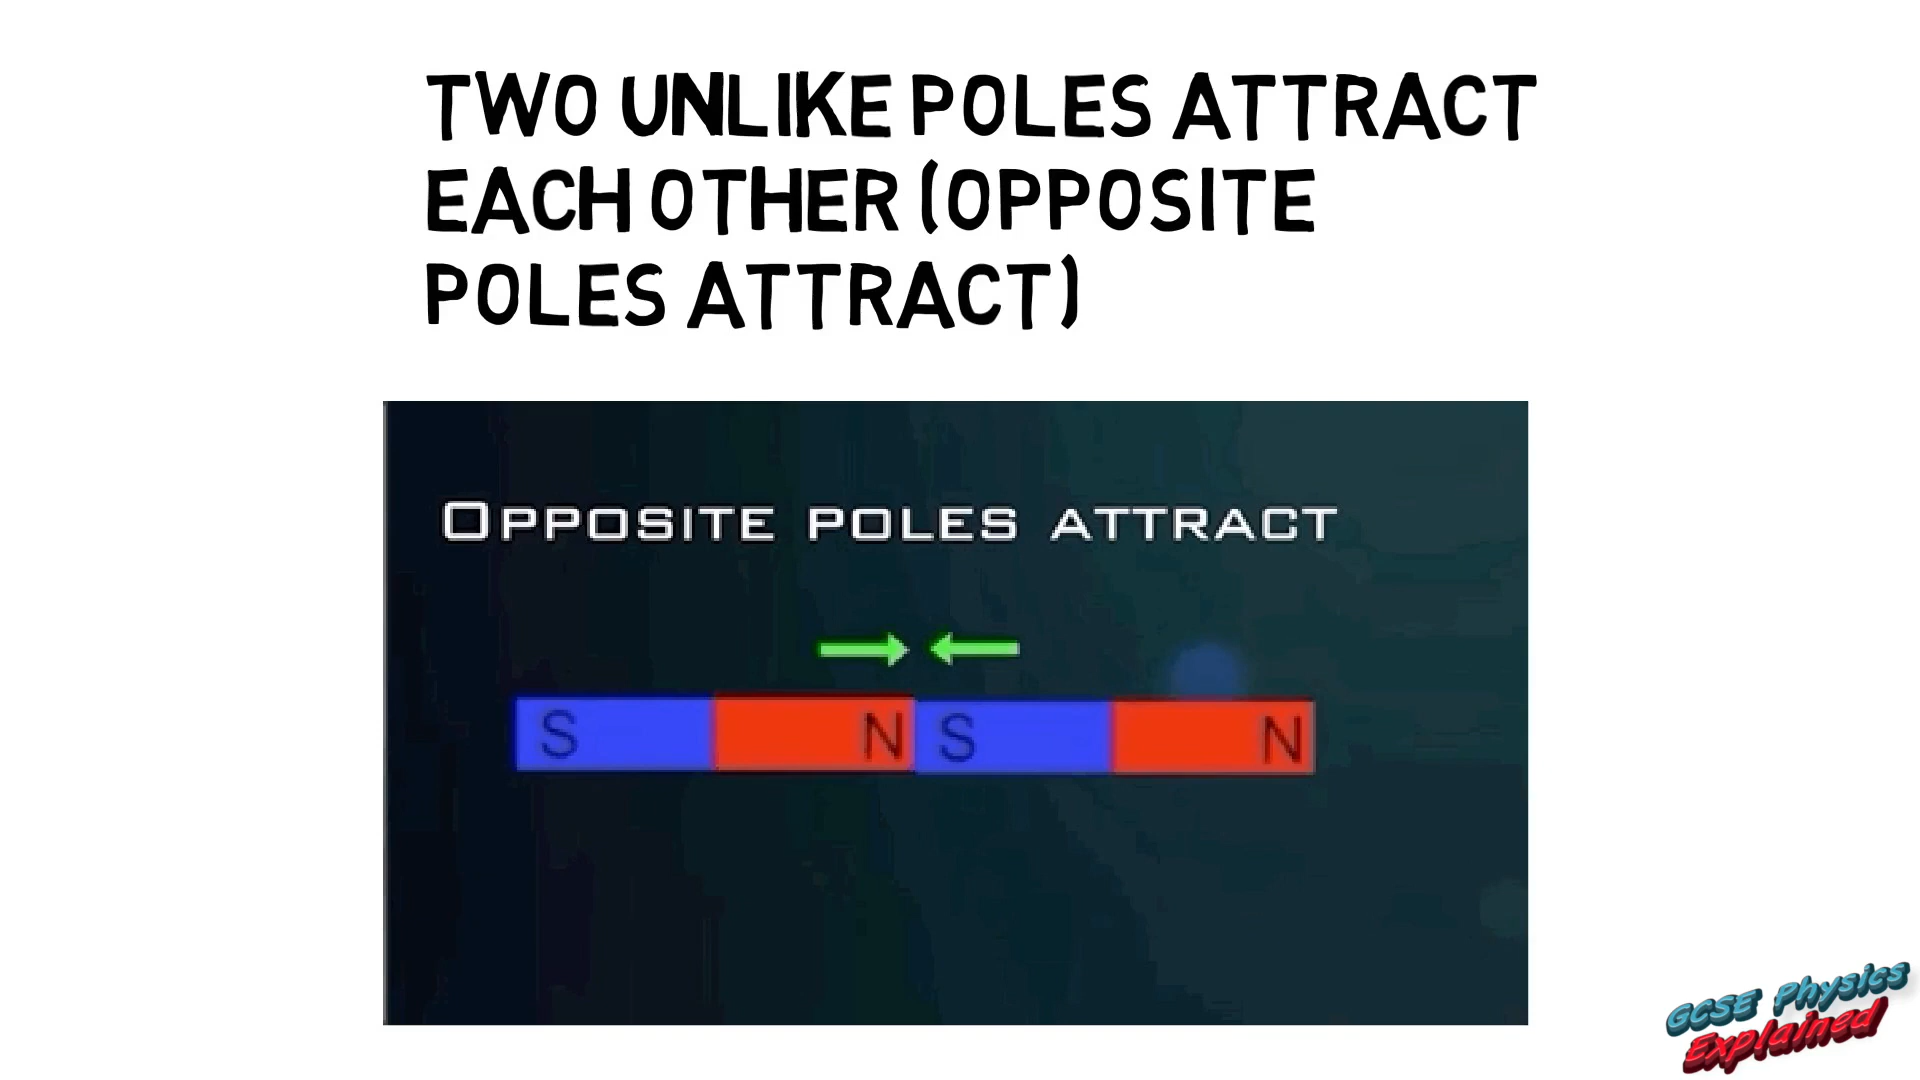 TWO UNLIKE POLES ATTRACT
EACH OTHER (OPPOSITE
POLES ATTRACT)
OPPOSITE POLES ATTRACT
S N S N
GCSE Physics
Explained